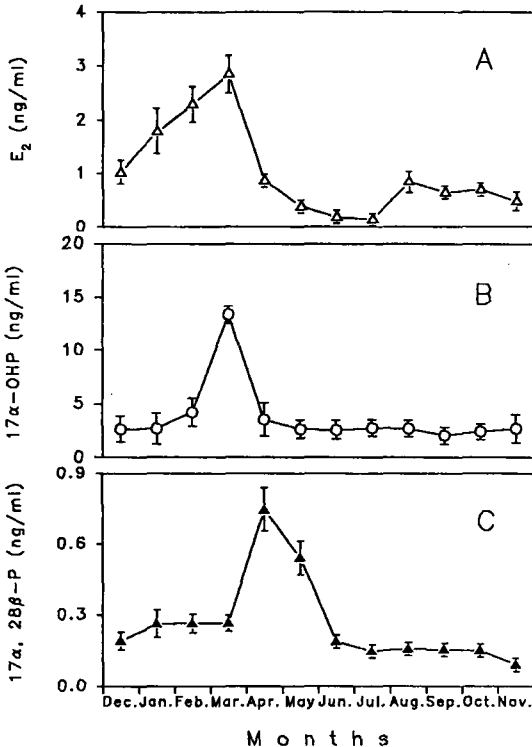 4
A
3
2
1
0
E2 (ng/ml)
20
B
15
10
5
0
17α-OHP (ng/ml)
0.9
C
0.6
0.3
0.0
17α, 28β-P (ng/ml)
Dec. Jan. Feb. Mar. Apr. May Jun. Jul. Aug. Sep. Oct. Nov.
Months